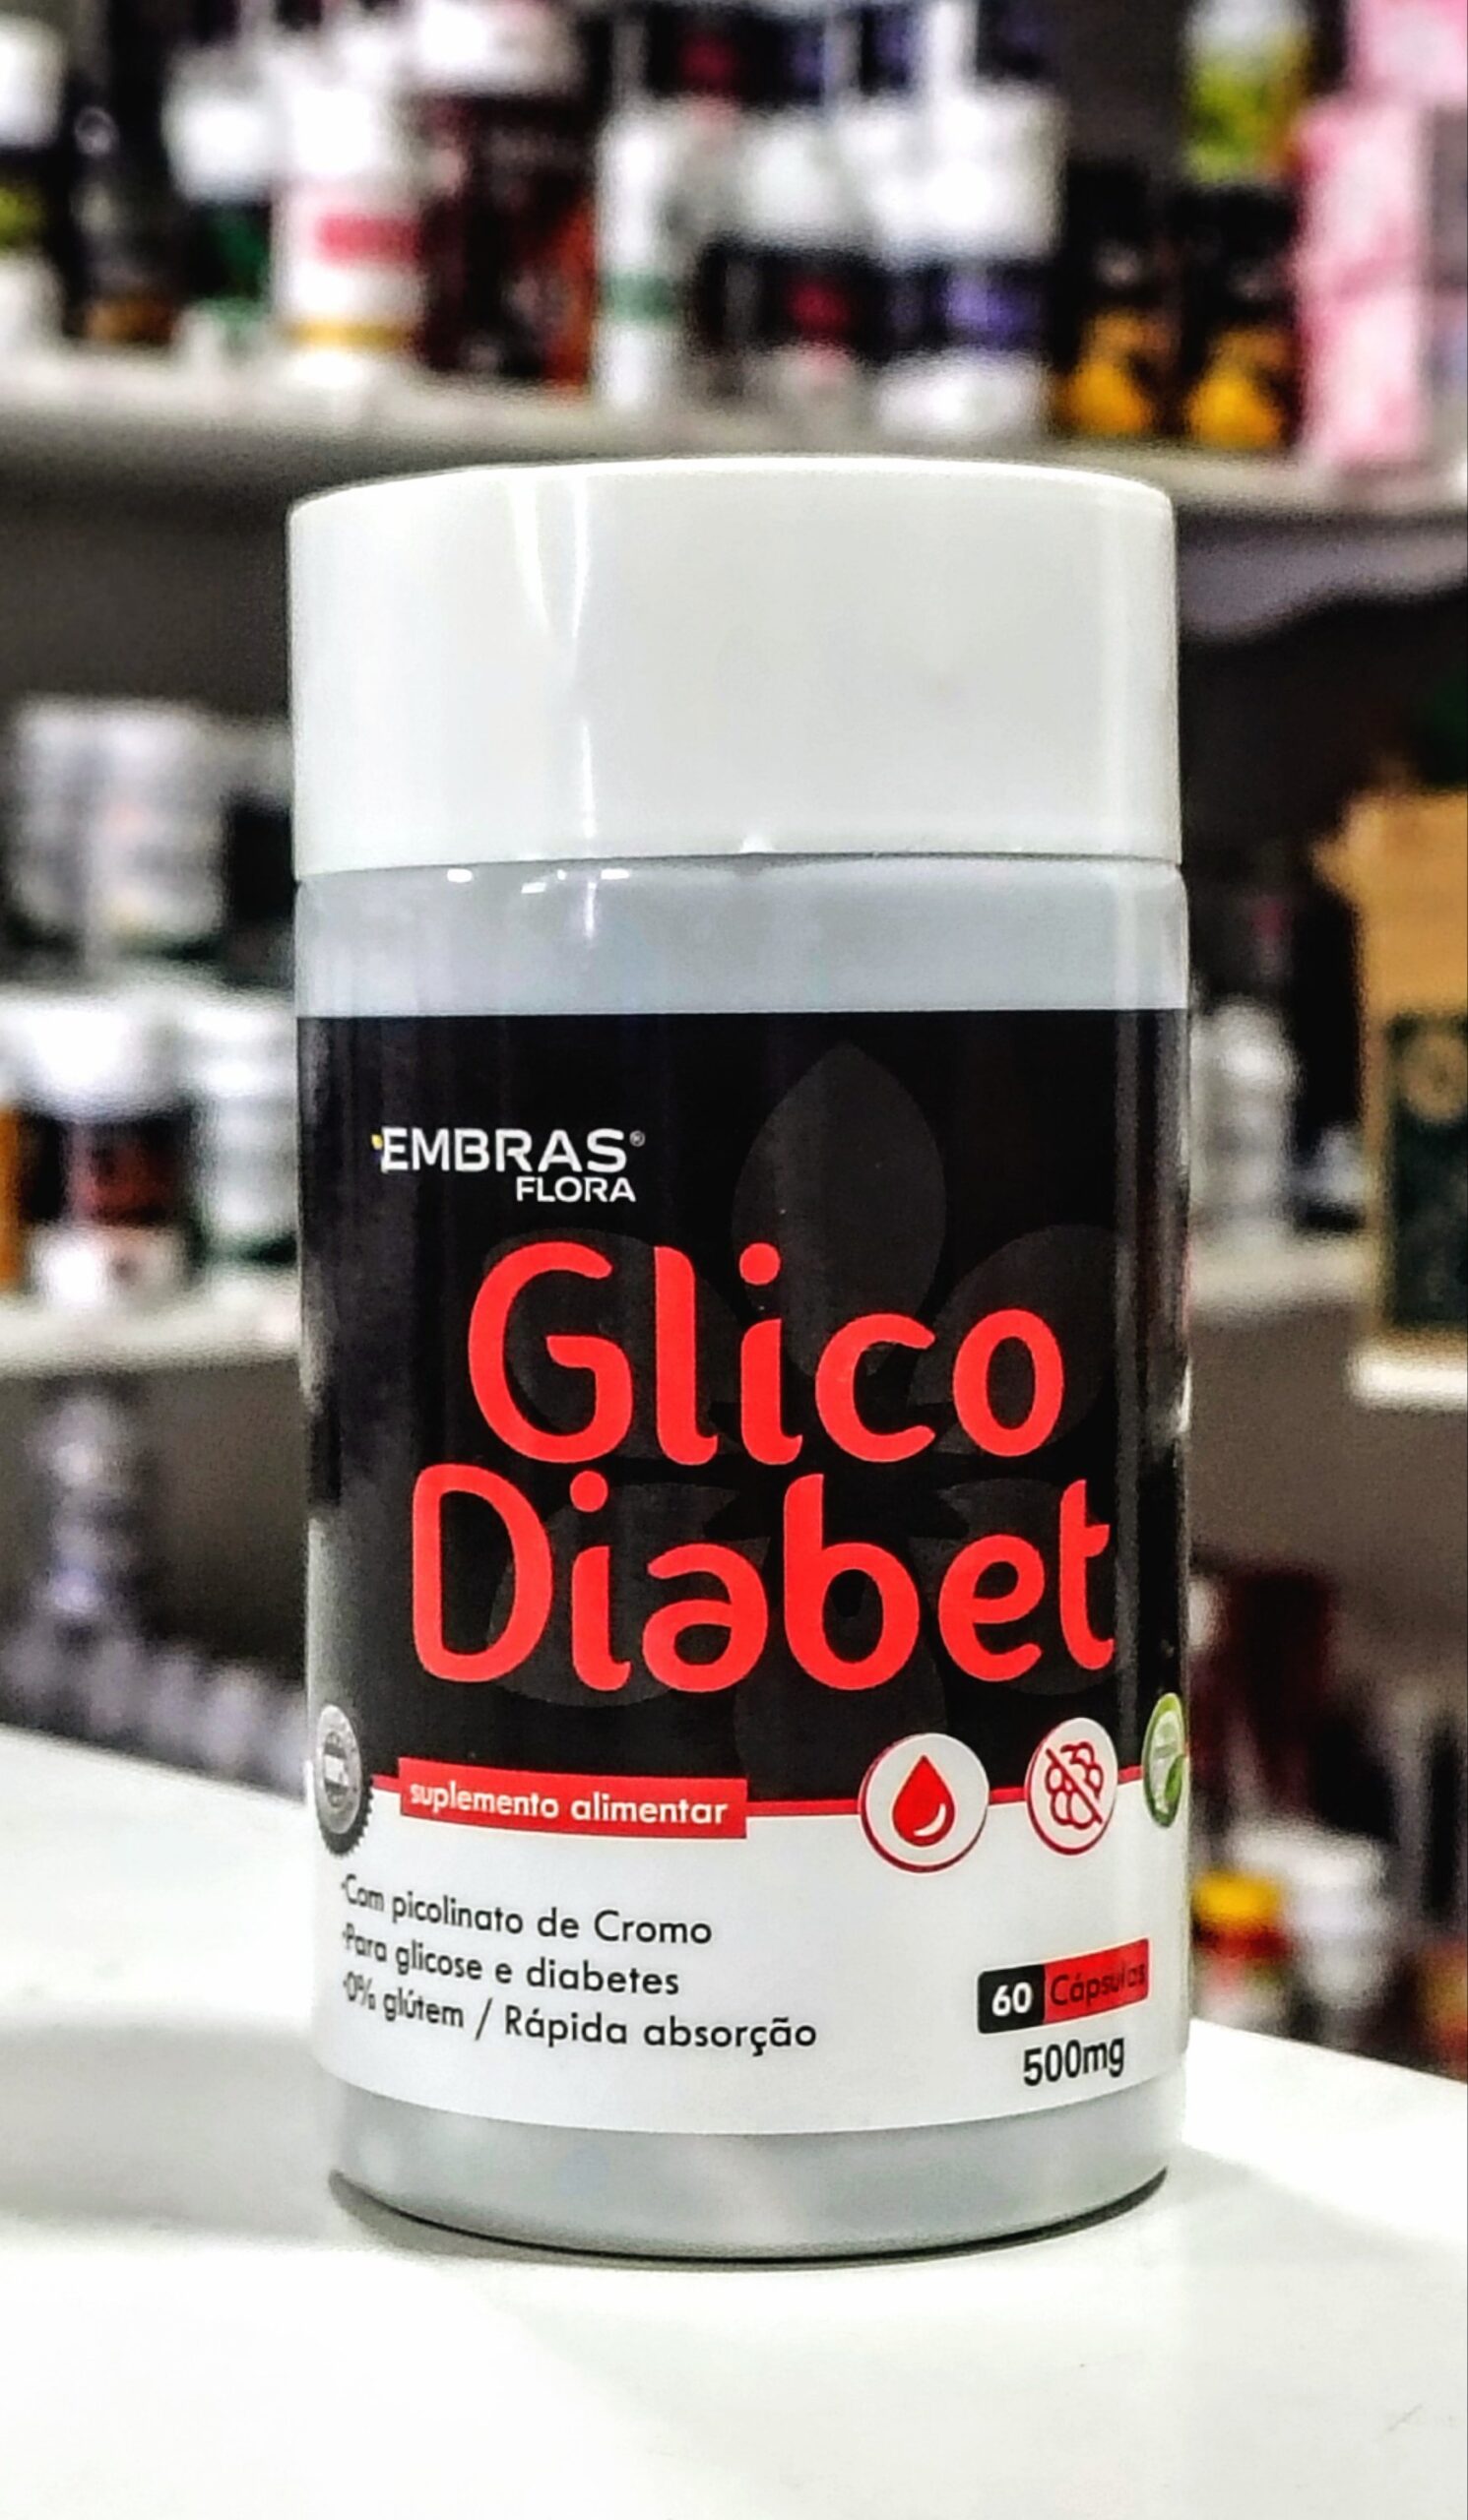 EMBRAS®
FLORA
Glico
Diabet
suplemento alimentar
·Com picolinato de Cromo
·Para glicose e diabetes
·0% glútem / Rápida absorção
60 Cápsulas
500mg